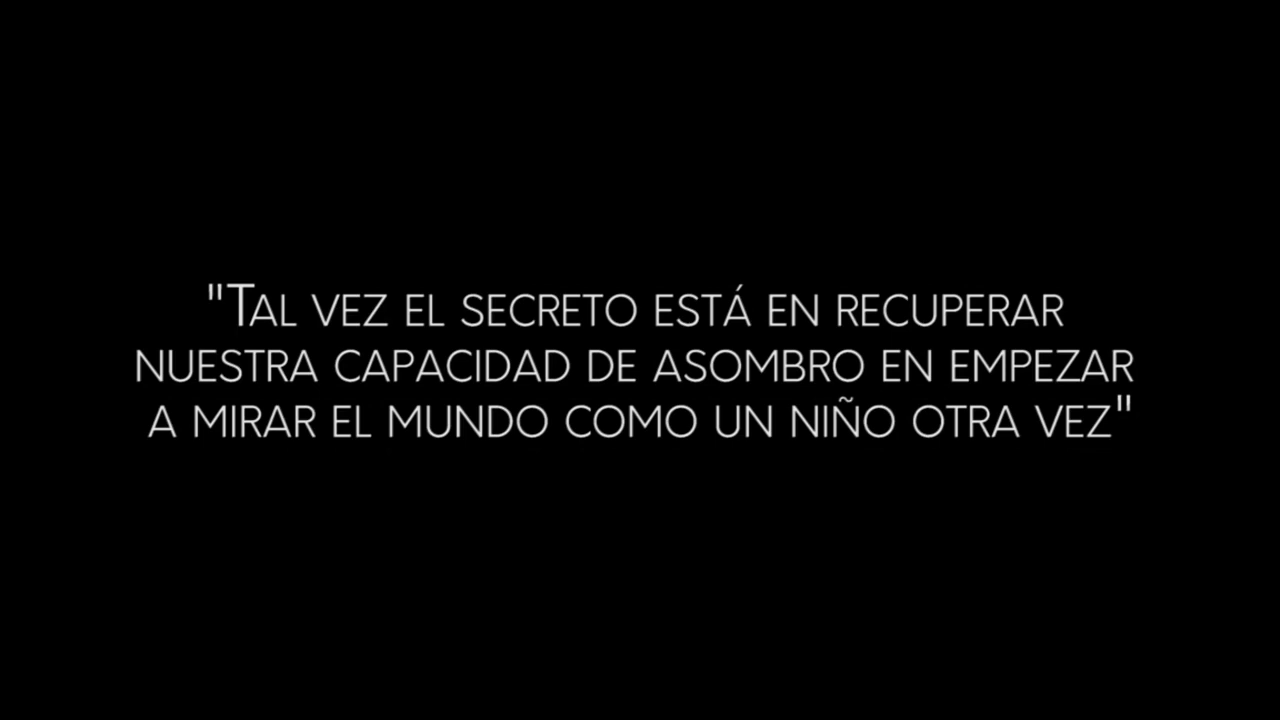 "Tal vez el secreto está en recuperar
nuestra capacidad de asombro en empezar
a mirar el mundo como un niño otra vez"